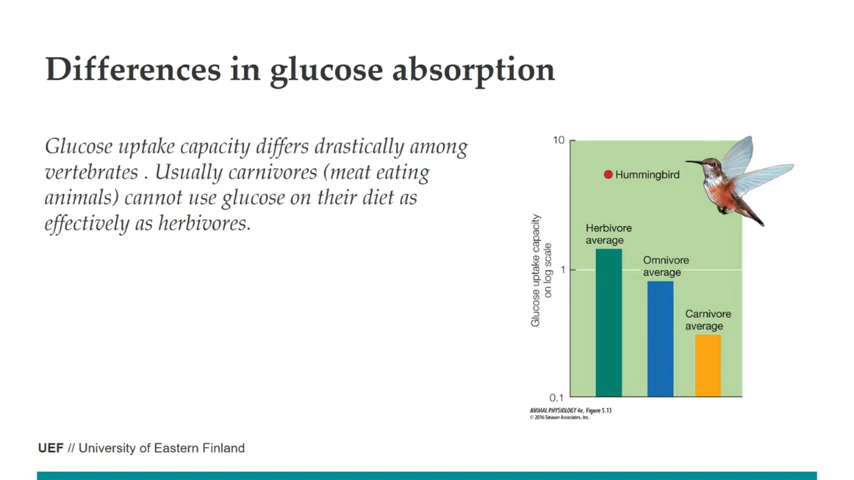 Differences in glucose absorption
Glucose uptake capacity differs drastically among
vertebrates . Usually carnivores (meat eating
animals) cannot use glucose on their diet as
effectively as herbivores.
10
Hummingbird
Herbivore
average
Omnivore
average
Carnivore
average
1
0.1
Glucose uptake capacity
on log scale
ANIMAL PHYSIOLOGY 4e, Figure 5.13
© 2016 Sinauer Associates, Inc.
UEF // University of Eastern Finland